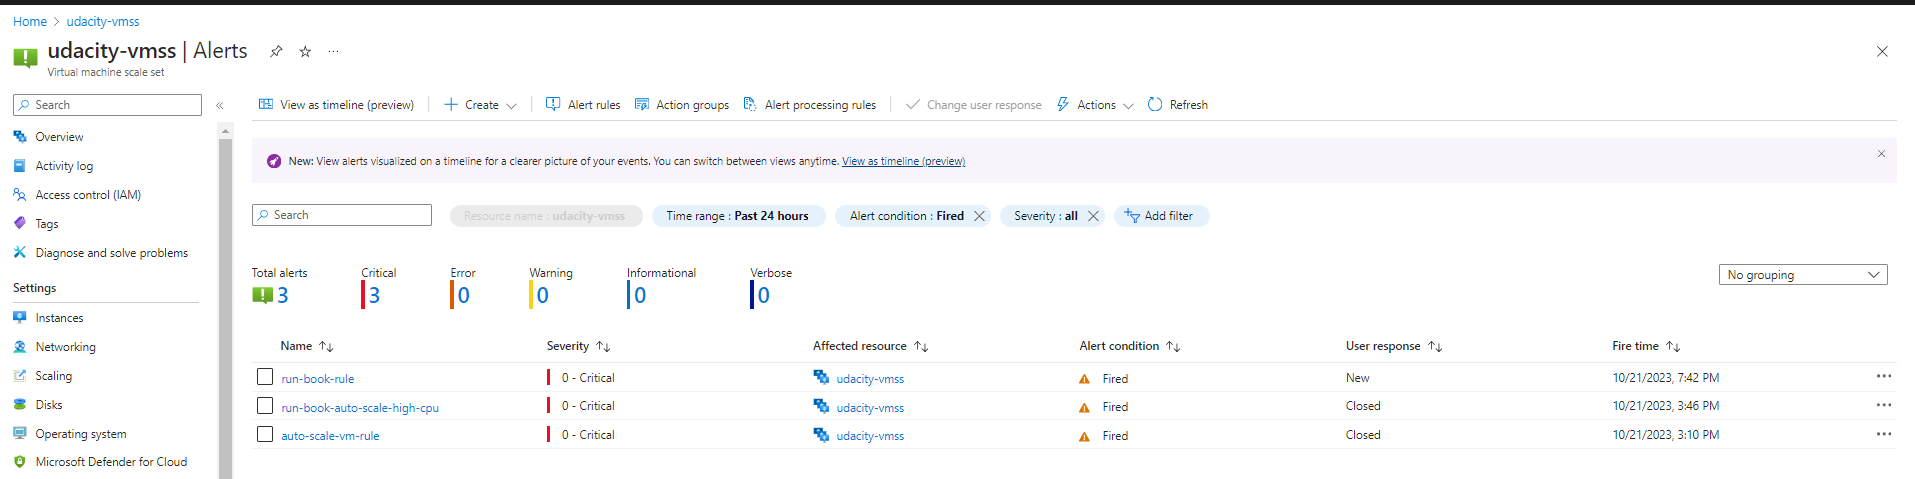 Home > udacity-vmss
udacity-vmss | Alerts ...
Virtual machine scale set
Search «
View as timeline (preview) Create Alert rules Action groups Alert processing rules Change user response Actions Refresh
Overview
Activity log
Access control (IAM)
Tags
Diagnose and solve problems
Settings
Instances
Networking
Scaling
Disks
Operating system
Microsoft Defender for Cloud
New: View alerts visualized on a timeline for a clearer picture of your events. You can switch between views anytime. View as timeline (preview)
Search Resource name : udacity-vmss Time range : Past 24 hours Alert condition : Fired Severity : all Add filter
Total alerts Critical Error Warning Informational Verbose
3 3 0 0 0 0
No grouping
Name Severity Affected resource Alert condition User response Fire time
run-book-rule 0 - Critical udacity-vmss Fired New 10/21/2023, 7:42 PM ...
run-book-auto-scale-high-cpu 0 - Critical udacity-vmss Fired Closed 10/21/2023, 3:46 PM ...
auto-scale-vm-rule 0 - Critical udacity-vmss Fired Closed 10/21/2023, 3:10 PM ...